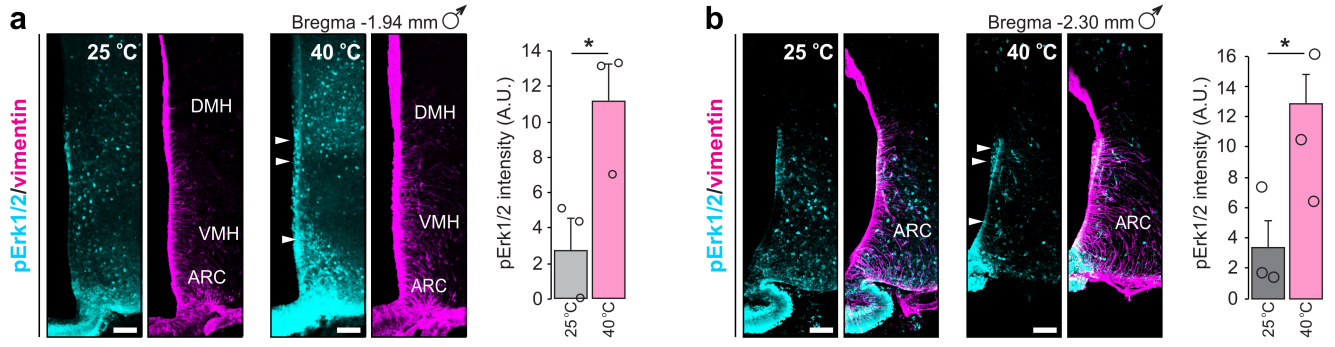 a
Bregma -1.94 mm ♂
pErk1/2/vimentin
25 °C
DMH
VMH
ARC
40 °C
DMH
VMH
ARC
pErk1/2 intensity (A.U.)
14
12
10
8
6
4
2
0
*
25 °C
40 °C
b
Bregma -2.30 mm ♂
pErk1/2/vimentin
25 °C
ARC
40 °C
ARC
pErk1/2 intensity (A.U.)
16
14
12
10
8
6
4
2
0
*
25 °C
40 °C